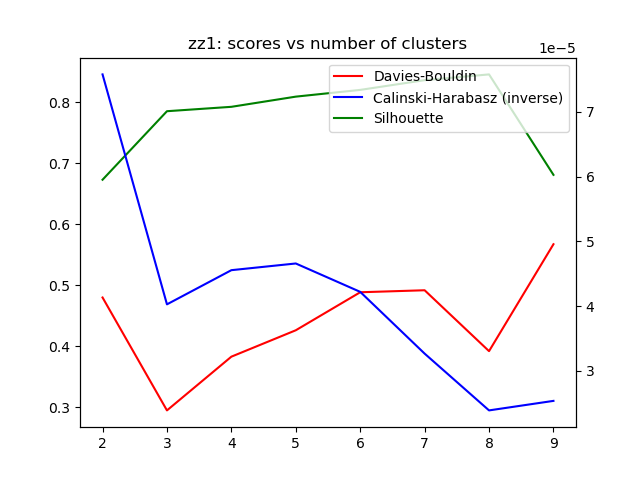 zz1: scores vs number of clusters
1e−5
Davies-Bouldin
Calinski-Harabasz (inverse)
Silhouette
0.8
0.7
0.6
0.5
0.4
0.3
7
6
5
4
3
2 3 4 5 6 7 8 9